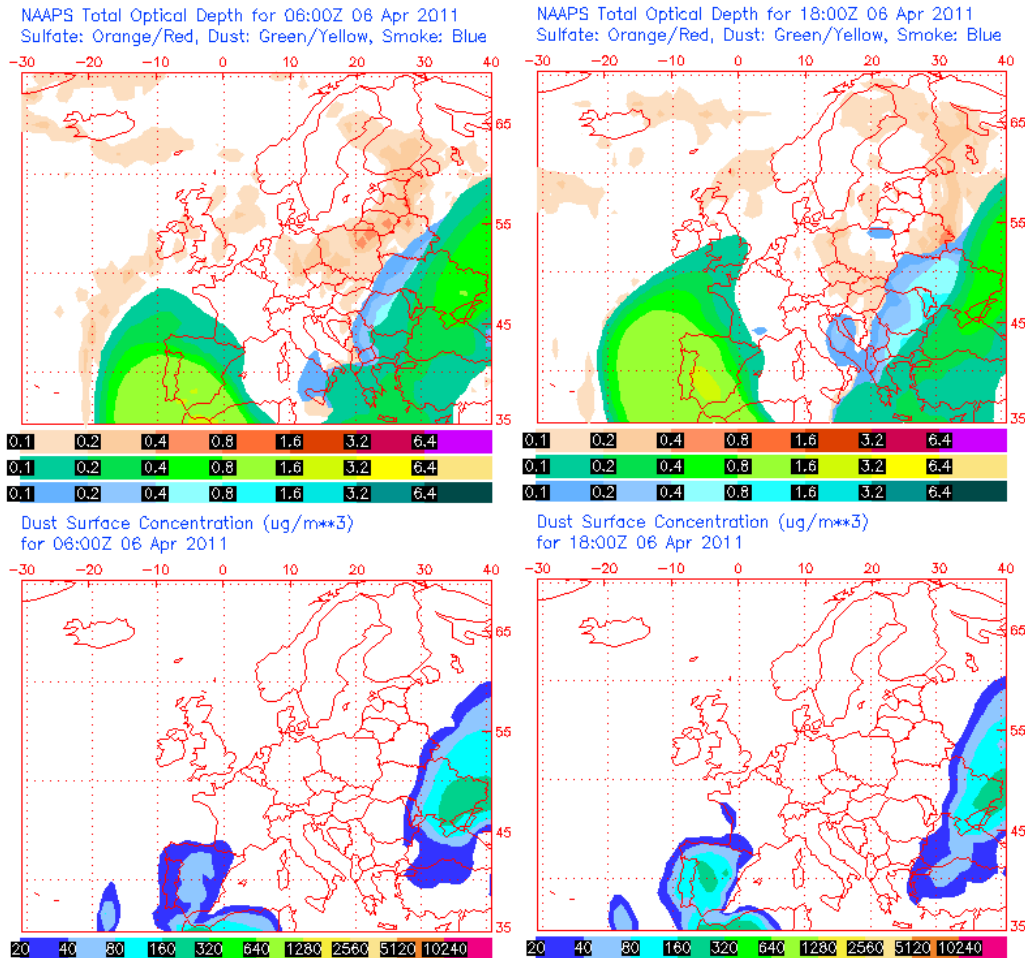 NAAPS Total Optical Depth for 06:00Z 06 Apr 2011
Sulfate: Orange/Red, Dust: Green/Yellow, Smoke: Blue
-30 -20 -10 0 10 20 30 40
65
55
45
35
0.1 0.2 0.4 0.8 1.6 3.2 6.4
0.1 0.2 0.4 0.8 1.6 3.2 6.4
0.1 0.2 0.4 0.8 1.6 3.2 6.4
NAAPS Total Optical Depth for 18:00Z 06 Apr 2011
Sulfate: Orange/Red, Dust: Green/Yellow, Smoke: Blue
-30 -20 -10 0 10 20 30 40
65
55
45
35
0.1 0.2 0.4 0.8 1.6 3.2 6.4
0.1 0.2 0.4 0.8 1.6 3.2 6.4
0.1 0.2 0.4 0.8 1.6 3.2 6.4
Dust Surface Concentration (ug/m**3)
for 06:00Z 06 Apr 2011
-30 -20 -10 0 10 20 30 40
65
55
45
35
20 40 80 160 320 640 1280 2560 5120 10240
Dust Surface Concentration (ug/m**3)
for 18:00Z 06 Apr 2011
-30 -20 -10 0 10 20 30 40
65
55
45
35
20 40 80 160 320 640 1280 2560 5120 10240